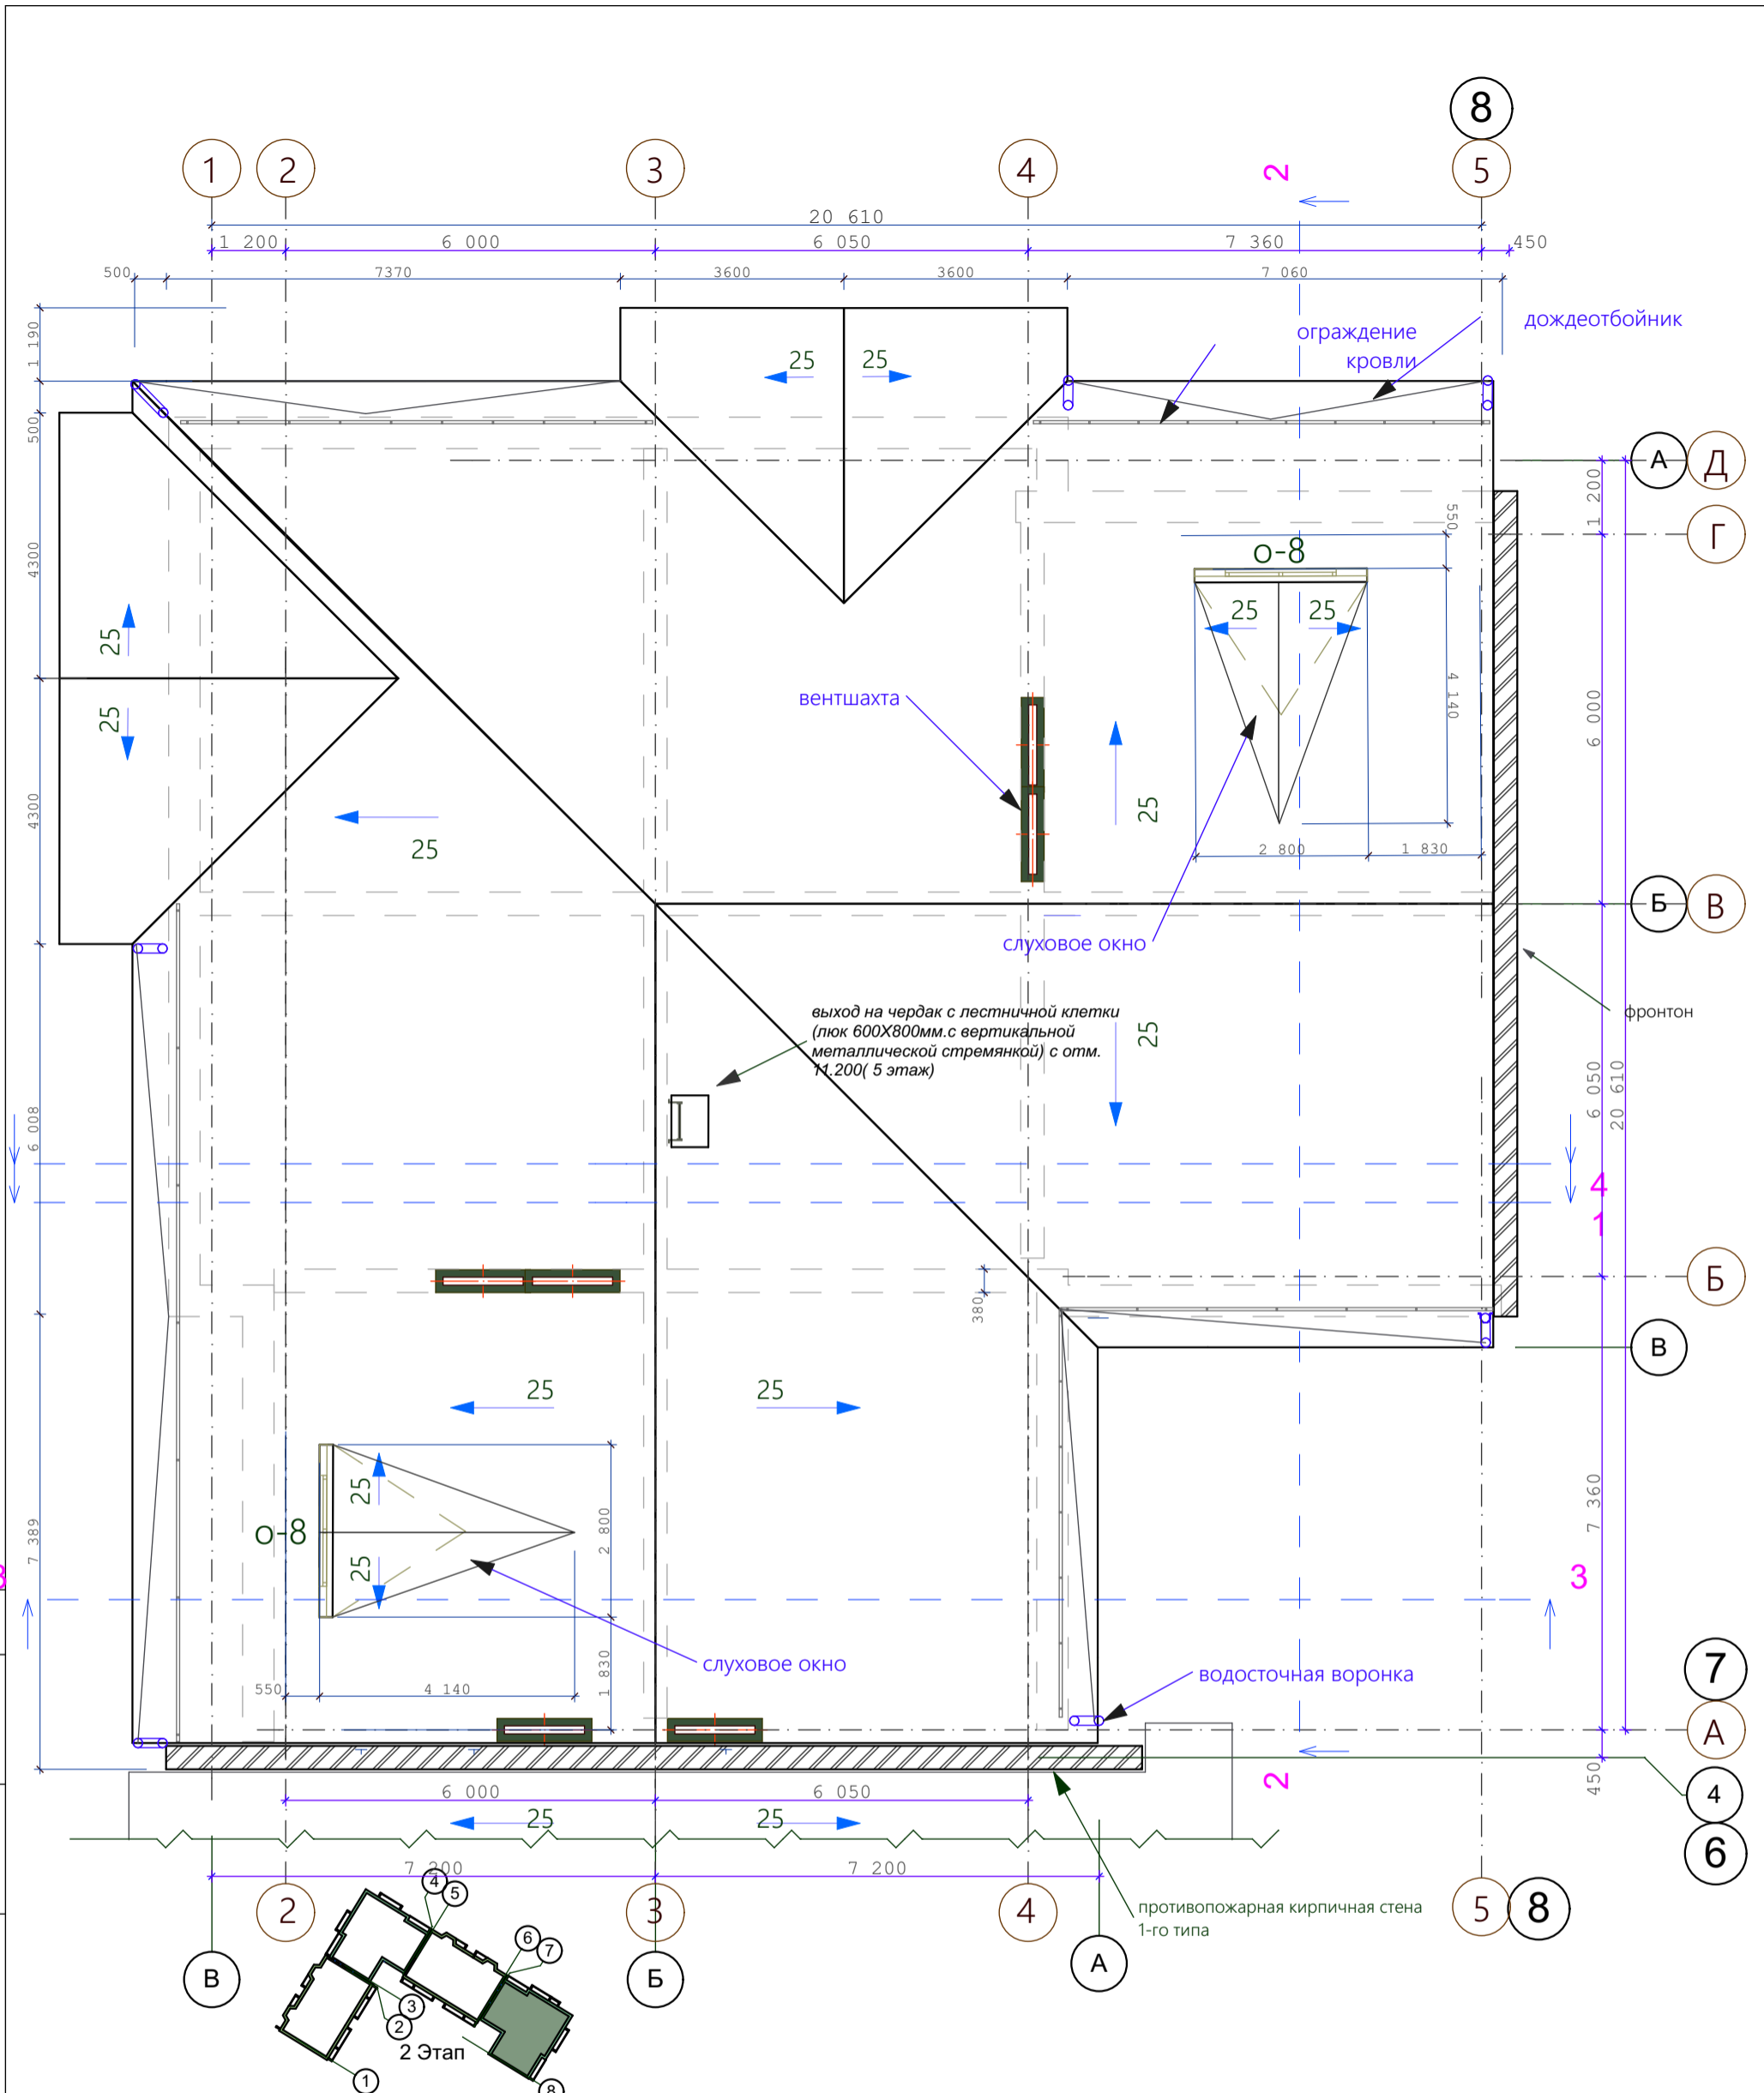 8
1 2 3 4 5
2
20 610
1 200 6 000 6 050 7 360 450
500 7370 3600 3600 7 060
1 190
ограждение
кровли
дождеотбойник
25 25
500
А Д
1 200
550
Г
о-8
4300
25 25
25
4 140
вентшахта
6 000
25
4300
25
25
2 800 1 830
Б В
слуховое окно
выход на чердак с лестничной клетки
(люк 600Х800мм.с вертикальной
металлической стремянкой) с отм.
11.200( 5 этаж)
25
фронтон
6 050
20 610
6 008
4
1
Б
380
В
25 25
7 360
25
о-8
2 800
7 389
25
3
3
слуховое окно
1 830
водосточная воронка
7
550 4 140
А
2
450
6 000 6 050
4
25 25
6
7 200 7 200
2 3 4
противопожарная кирпичная стена
1-го типа
5 8
В Б А
4
5
6
7
3
2
2 Этап
1
8